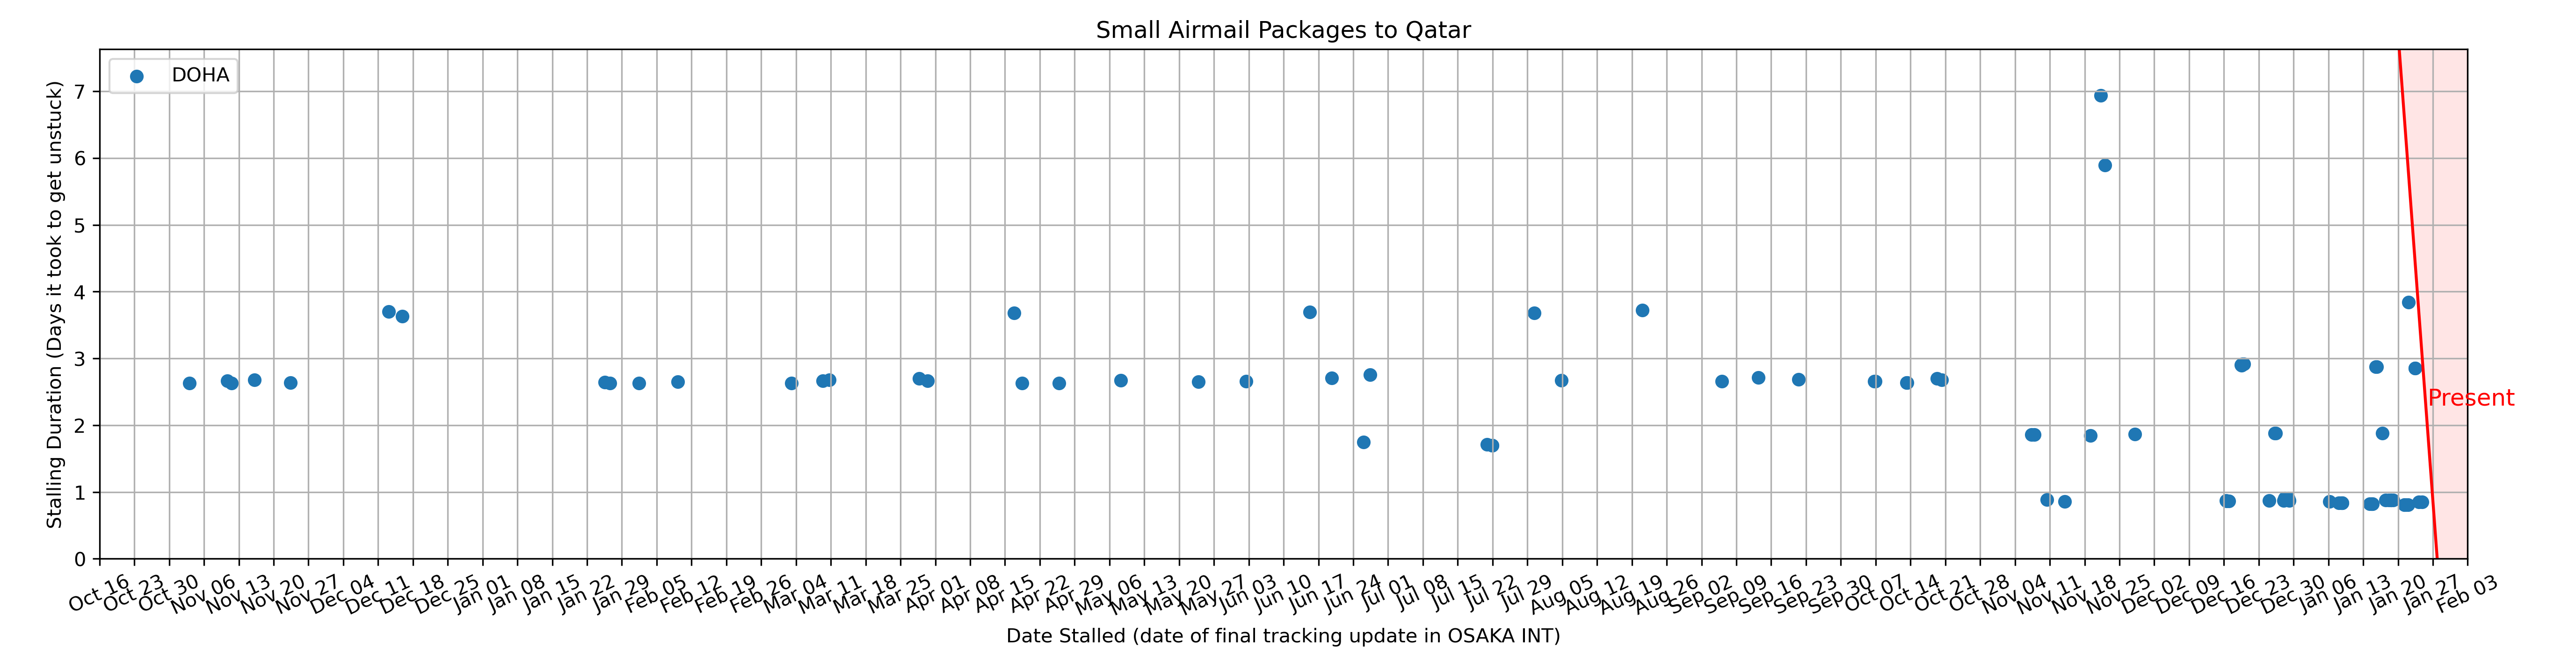 Small Airmail Packages to Qatar
DOHA
Stalling Duration (Days it took to get unstuck)
7
6
5
4
3
2
1
0
Present
Oct 16 Oct 23 Oct 30 Nov 06 Nov 13 Nov 20 Nov 27 Dec 04 Dec 11 Dec 18 Dec 25 Jan 01 Jan 08 Jan 15 Jan 22 Jan 29 Feb 05 Feb 12 Feb 19 Feb 26 Mar 04 Mar 11 Mar 18 Mar 25 Apr 01 Apr 08 Apr 15 Apr 22 Apr 29 May 06 May 13 May 20 May 27 Jun 03 Jun 10 Jun 17 Jun 24 Jul 01 Jul 08 Jul 15 Jul 22 Jul 29 Aug 05 Aug 12 Aug 19 Aug 26 Sep 02 Sep 09 Sep 16 Sep 23 Sep 30 Oct 07 Oct 14 Oct 21 Oct 28 Nov 04 Nov 11 Nov 18 Nov 25 Dec 02 Dec 09 Dec 16 Dec 23 Dec 30 Jan 06 Jan 13 Jan 20 Jan 27 Feb 03
Date Stalled (date of final tracking update in OSAKA INT)